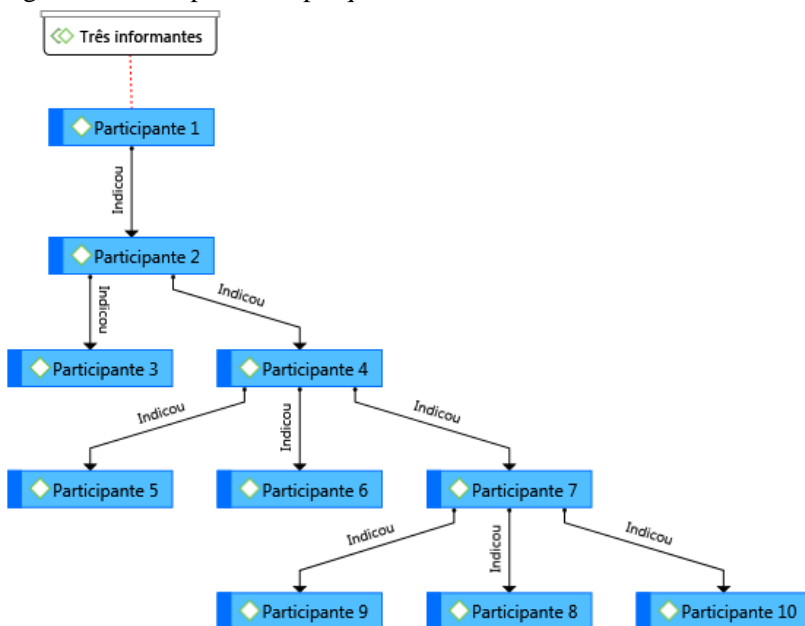 Três informantes
Participante 1
Indicou
Participante 2
Indicou
Indicou
Participante 3
Participante 4
Indicou
Indicou
Indicou
Participante 5
Participante 6
Participante 7
Indicou
Indicou
Indicou
Participante 9
Participante 8
Participante 10